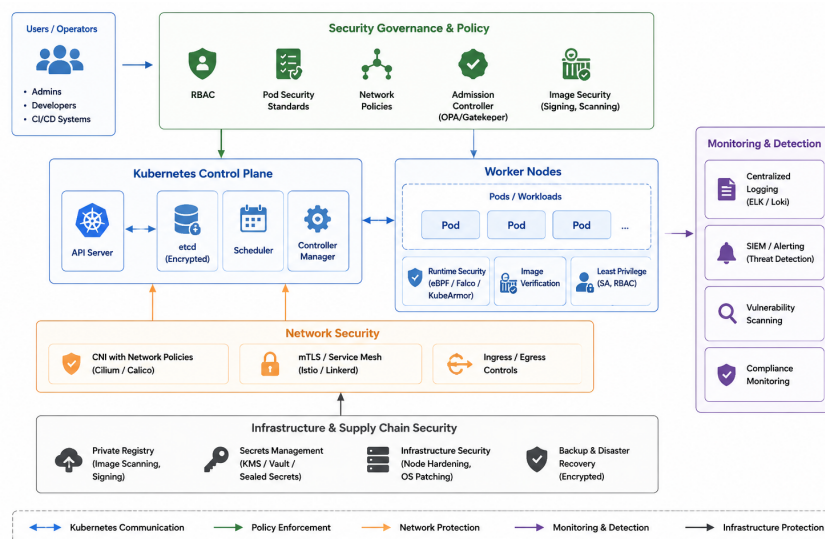 Users / Operators
• Admins
• Developers
• CI/CD Systems
Security Governance & Policy
RBAC
Pod Security
Standards
Network
Policies
Admission
Controller
(OPA/Gatekeper)
Image Security
(Signing, Scanning)
Kubernetes Control Plane
API Server
etcd
(Encrypted)
Scheduler
Controller
Manager
Worker Nodes
Pods / Workloads
Pod
Pod
Pod
...
Runtime Security
(eBPF / Falco /
KubeArmor)
Image
Verification
Least Privilege
(SA, RBAC)
Monitoring & Detection
Centralized
Logging
(ELK / Loki)
SIEM / Alerting
(Threat Detection)
Vulnerability
Scanning
Compliance
Monitoring
Network Security
CNI with Network Policies
(Cilium / Calico)
mTLS / Service Mesh
(Istio / Linkerd)
Ingress / Egress
Controls
Infrastructure & Supply Chain Security
Private Registry
(Image Scanning,
Signing)
Secrets Management
(KMS / Vault /
Sealed Secrets)
Infrastructure Security
(Node Hardening,
OS Patching)
Backup & Disaster
Recovery
(Encrypted)
Kubernetes Communication
Policy Enforcement
Network Protection
Monitoring & Detection
Infrastructure Protection